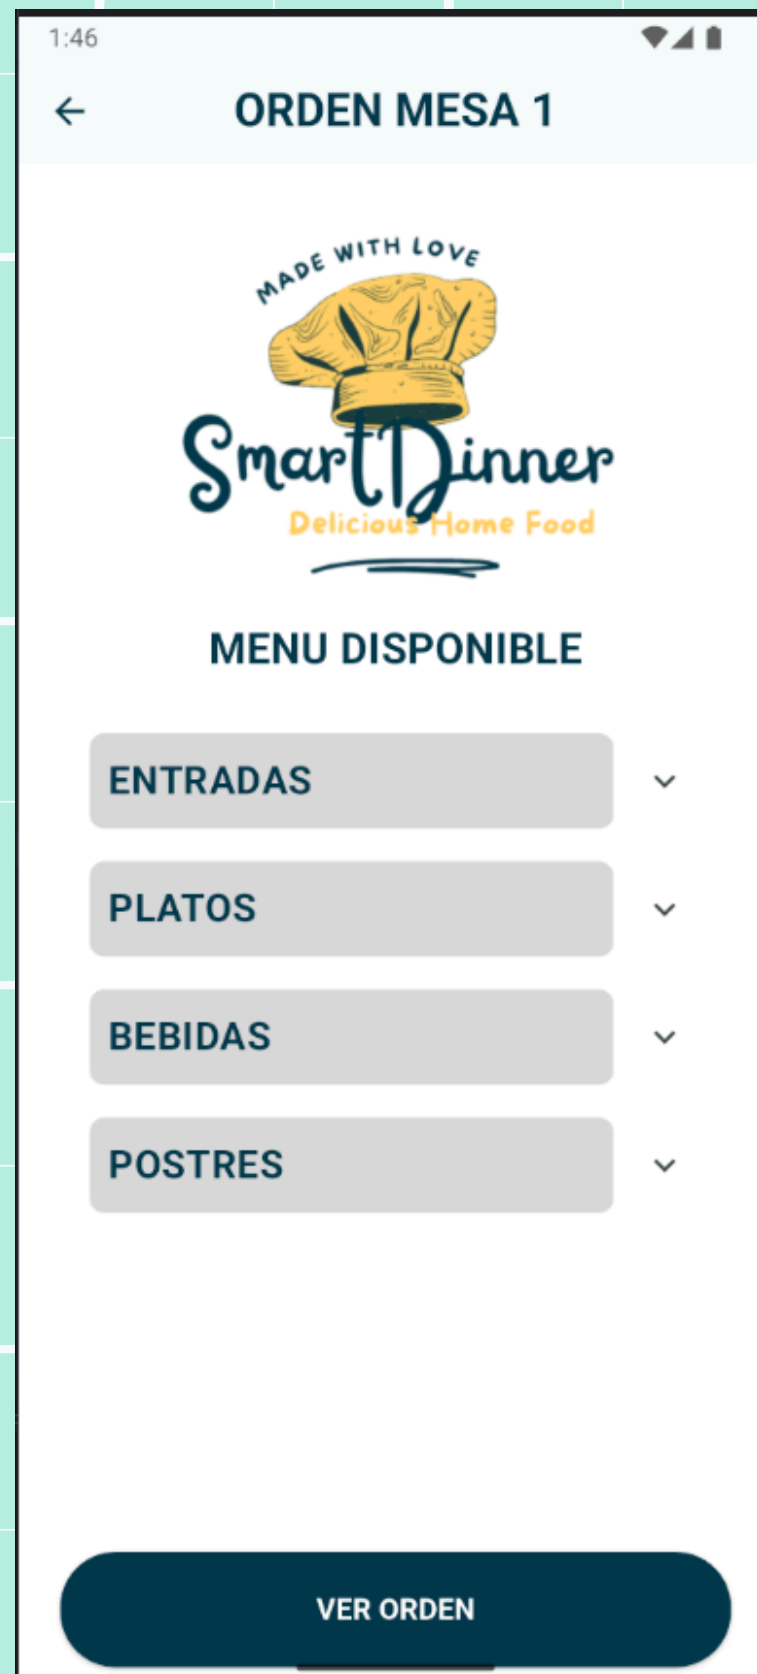 1:46
ORDEN MESA 1
MADE WITH LOVE
SmartDinner
Delicious Home Food
MENU DISPONIBLE
ENTRADAS
PLATOS
BEBIDAS
POSTRES
VER ORDEN